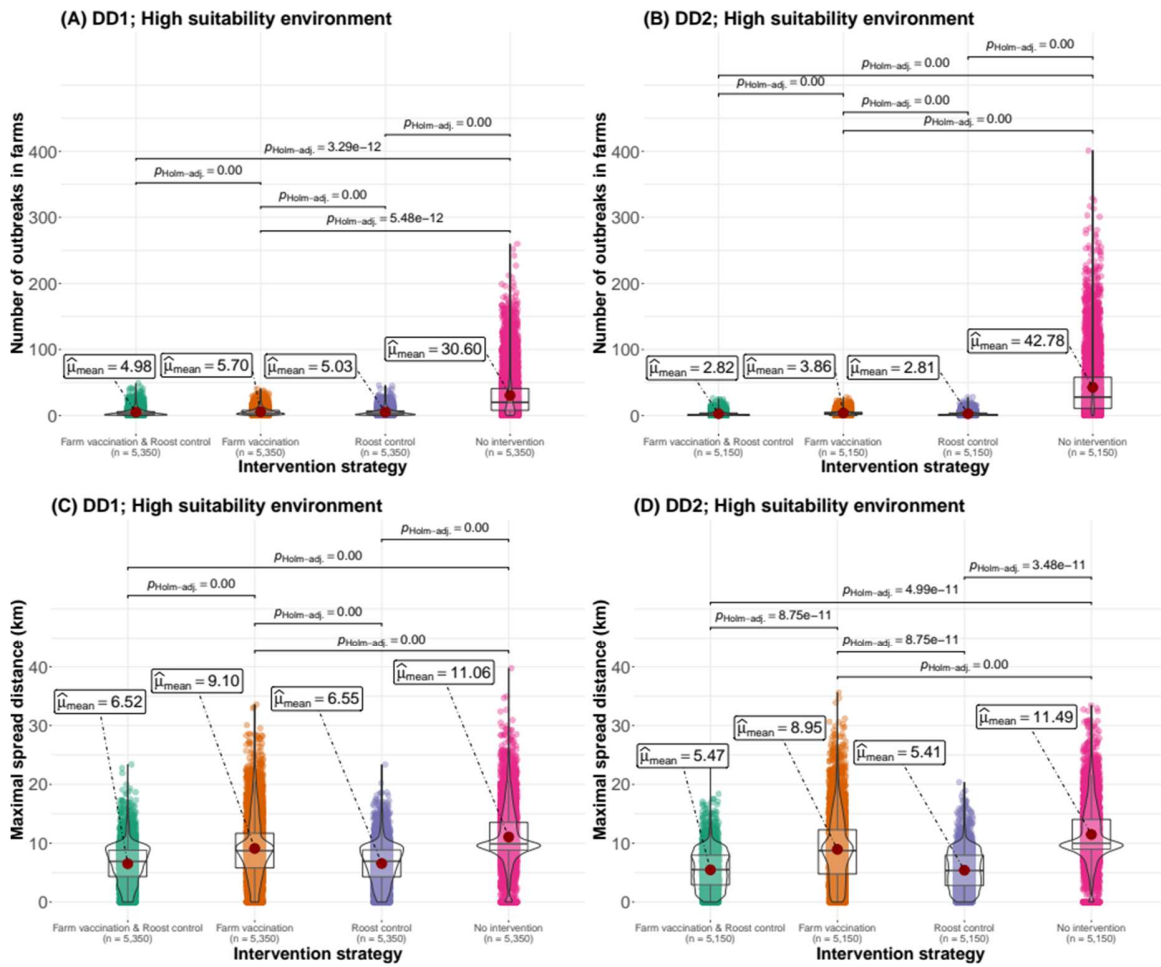 (A) DD1; High suitability environment
Number of outbreaks in farms
400
300
200
100
0
pHolm−adj. = 0.00
pHolm−adj. = 3.29e−12
pHolm−adj. = 0.00
pHolm−adj. = 0.00
pHolm−adj. = 5.48e−12
μ̂mean = 4.98
μ̂mean = 5.70
μ̂mean = 5.03
μ̂mean = 30.60
Farm vaccination & Roost control
(n = 5,350)
Farm vaccination
(n = 5,350)
Roost control
(n = 5,350)
No intervention
(n = 5,350)
Intervention strategy
(B) DD2; High suitability environment
Number of outbreaks in farms
400
300
200
100
0
pHolm−adj. = 0.00
pHolm−adj. = 0.00
pHolm−adj. = 0.00
pHolm−adj. = 0.00
pHolm−adj. = 0.00
μ̂mean = 2.82
μ̂mean = 3.86
μ̂mean = 2.81
μ̂mean = 42.78
Farm vaccination & Roost control
(n = 5,150)
Farm vaccination
(n = 5,150)
Roost control
(n = 5,150)
No intervention
(n = 5,150)
Intervention strategy
(C) DD1; High suitability environment
Maximal spread distance (km)
40
30
20
10
0
pHolm−adj. = 0.00
pHolm−adj. = 0.00
pHolm−adj. = 0.00
pHolm−adj. = 0.00
pHolm−adj. = 0.00
μ̂mean = 6.52
μ̂mean = 9.10
μ̂mean = 6.55
μ̂mean = 11.06
Farm vaccination & Roost control
(n = 5,350)
Farm vaccination
(n = 5,350)
Roost control
(n = 5,350)
No intervention
(n = 5,350)
Intervention strategy
(D) DD2; High suitability environment
Maximal spread distance (km)
40
30
20
10
0
pHolm−adj. = 3.48e−11
pHolm−adj. = 4.99e−11
pHolm−adj. = 8.75e−11
pHolm−adj. = 8.75e−11
pHolm−adj. = 0.00
μ̂mean = 5.47
μ̂mean = 8.95
μ̂mean = 5.41
μ̂mean = 11.49
Farm vaccination & Roost control
(n = 5,150)
Farm vaccination
(n = 5,150)
Roost control
(n = 5,150)
No intervention
(n = 5,150)
Intervention strategy